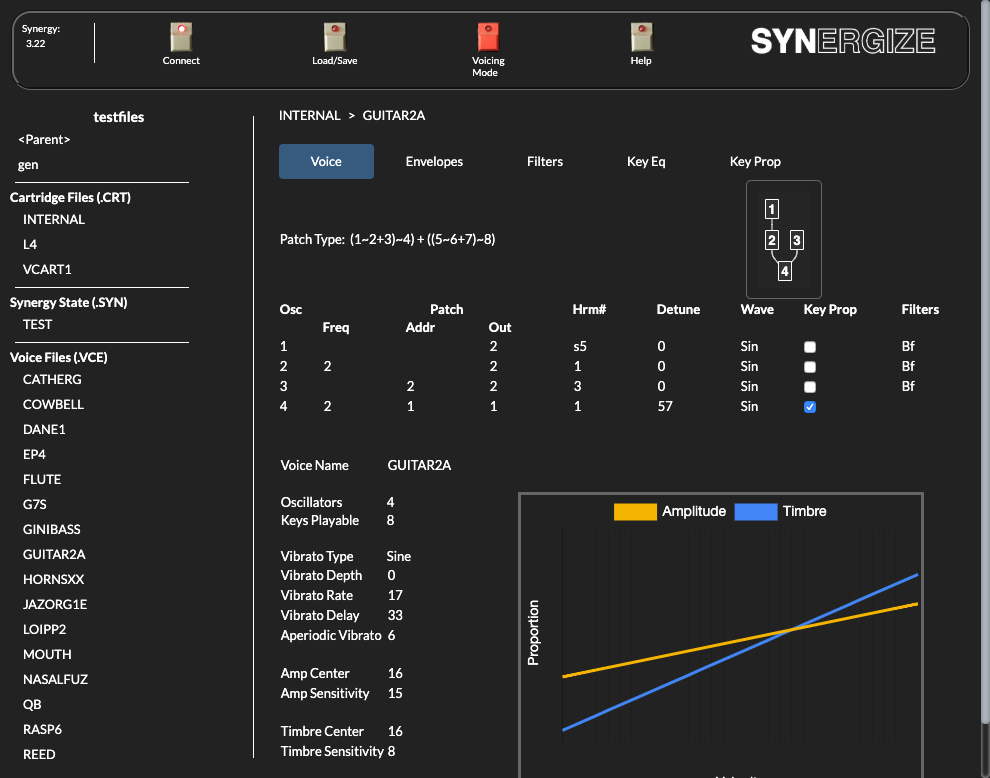 Synergy:
3.22
Connect
Load/Save
Voicing
Mode
Help
SYNERGIZE
testfiles
<Parent>
gen
Cartridge Files (.CRT)
INTERNAL
L4
VCART1
Synergy State (.SYN)
TEST
Voice Files (.VCE)
CATHERG
COWBELL
DANE1
EP4
FLUTE
G7S
GINIBASS
GUITAR2A
HORNSXX
JAZORG1E
LOIPP2
MOUTH
NASALFUZ
QB
RASP6
REED
INTERNAL > GUITAR2A
Voice Envelopes Filters Key Eq Key Prop
Patch Type: (1~2+3)~4) + ((5~6+7)~8)
1
2 3
4
Osc Patch Hrm# Detune Wave Key Prop Filters
Freq Addr Out
1 2 s5 0 Sin Bf
2 2 2 1 0 Sin Bf
3 2 2 3 0 Sin Bf
4 2 1 1 1 57 Sin
Voice Name GUITAR2A
Oscillators 4
Keys Playable 8
Vibrato Type Sine
Vibrato Depth 0
Vibrato Rate 17
Vibrato Delay 33
Aperiodic Vibrato 6
Amp Center 16
Amp Sensitivity 15
Timbre Center 16
Timbre Sensitivity 8
Amplitude Timbre
Proportion